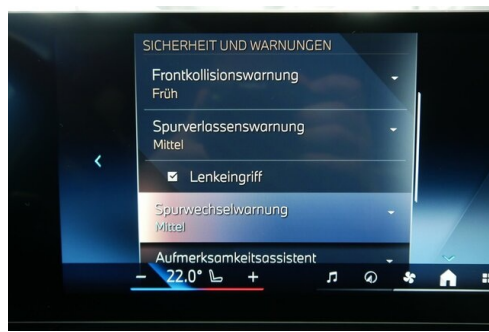 SICHERHEIT UND WARNUNGEN
Frontkollisionswarnung
Früh
Spurverlassenswarnung
Mittel
Lenkeingriff
Spurwechselwarnung
Mittel
Aufmerksamkeitsassistent
- 22.0° +